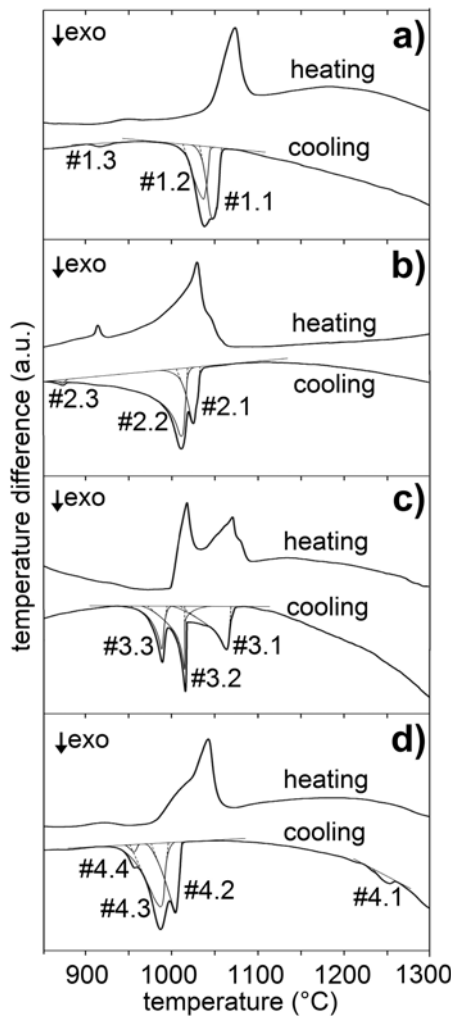 ↓exo
a)
heating
cooling
#1.3
#1.2
#1.1
↓exo
b)
heating
cooling
#2.3
#2.2
#2.1
↓exo
c)
heating
cooling
#3.3
#3.1
#3.2
↓exo
d)
heating
cooling
#4.4
#4.2
#4.1
#4.3
temperature difference (a.u.)
900 1000 1100 1200 1300
temperature (°C)